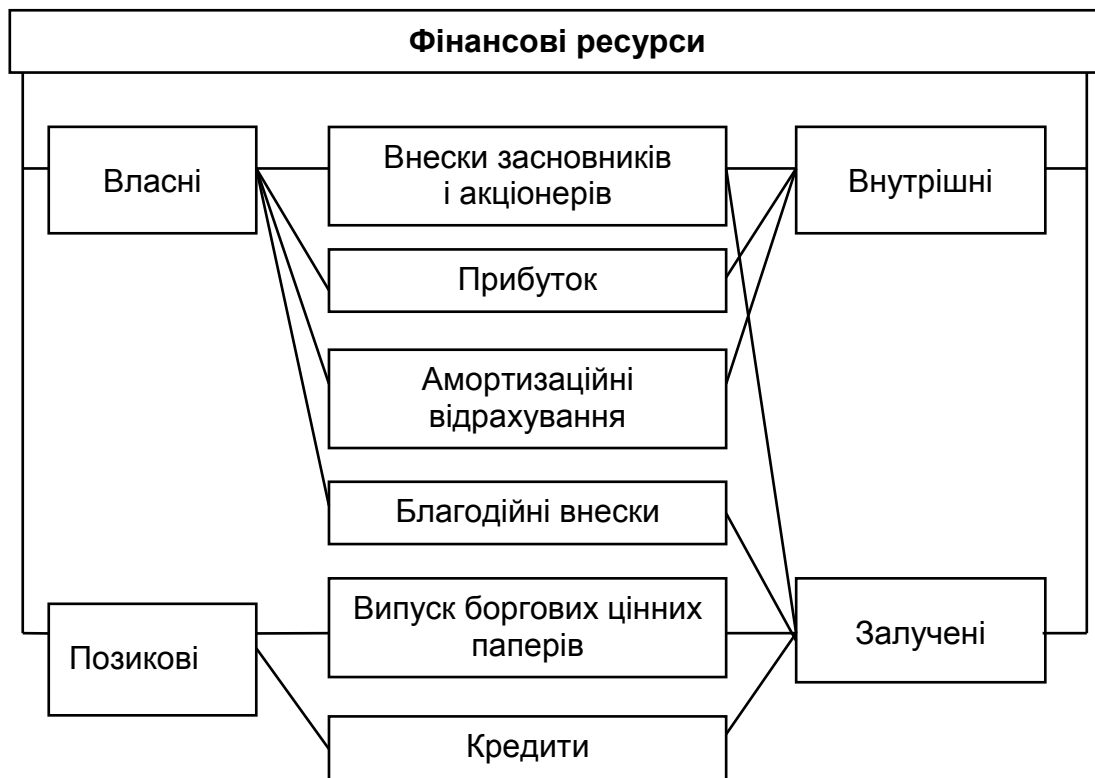 Фінансові ресурси
Власні
Внески засновників
і акціонерів
Внутрішні
Прибуток
Амортизаційні
відрахування
Благодійні внески
Позикові
Випуск боргових цінних
паперів
Залучені
Кредити